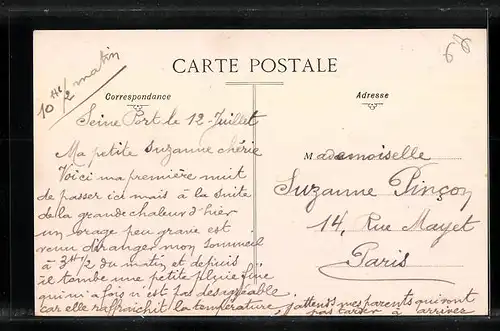 10 H 1/2 matin
CARTE POSTALE
Correspondance
Adresse
Seine Port le 12 - Juillet
Ma petite Suzanne chérie
Voici ma première nuit
de passer ici mais à la suite
de la grande chaleur d'hier
un orage peu grave est
venu déranger mon sommeil
à 3 H 1/2 du matin et depuis
il tombe une petite pluie fine
qui n'est pas désagréable
car elle rafraichit la température, j'attends mes parents qui vont
pas tarder à arriver
Mademoiselle
Suzanne Pinçon
14, Rue Mayet
Paris